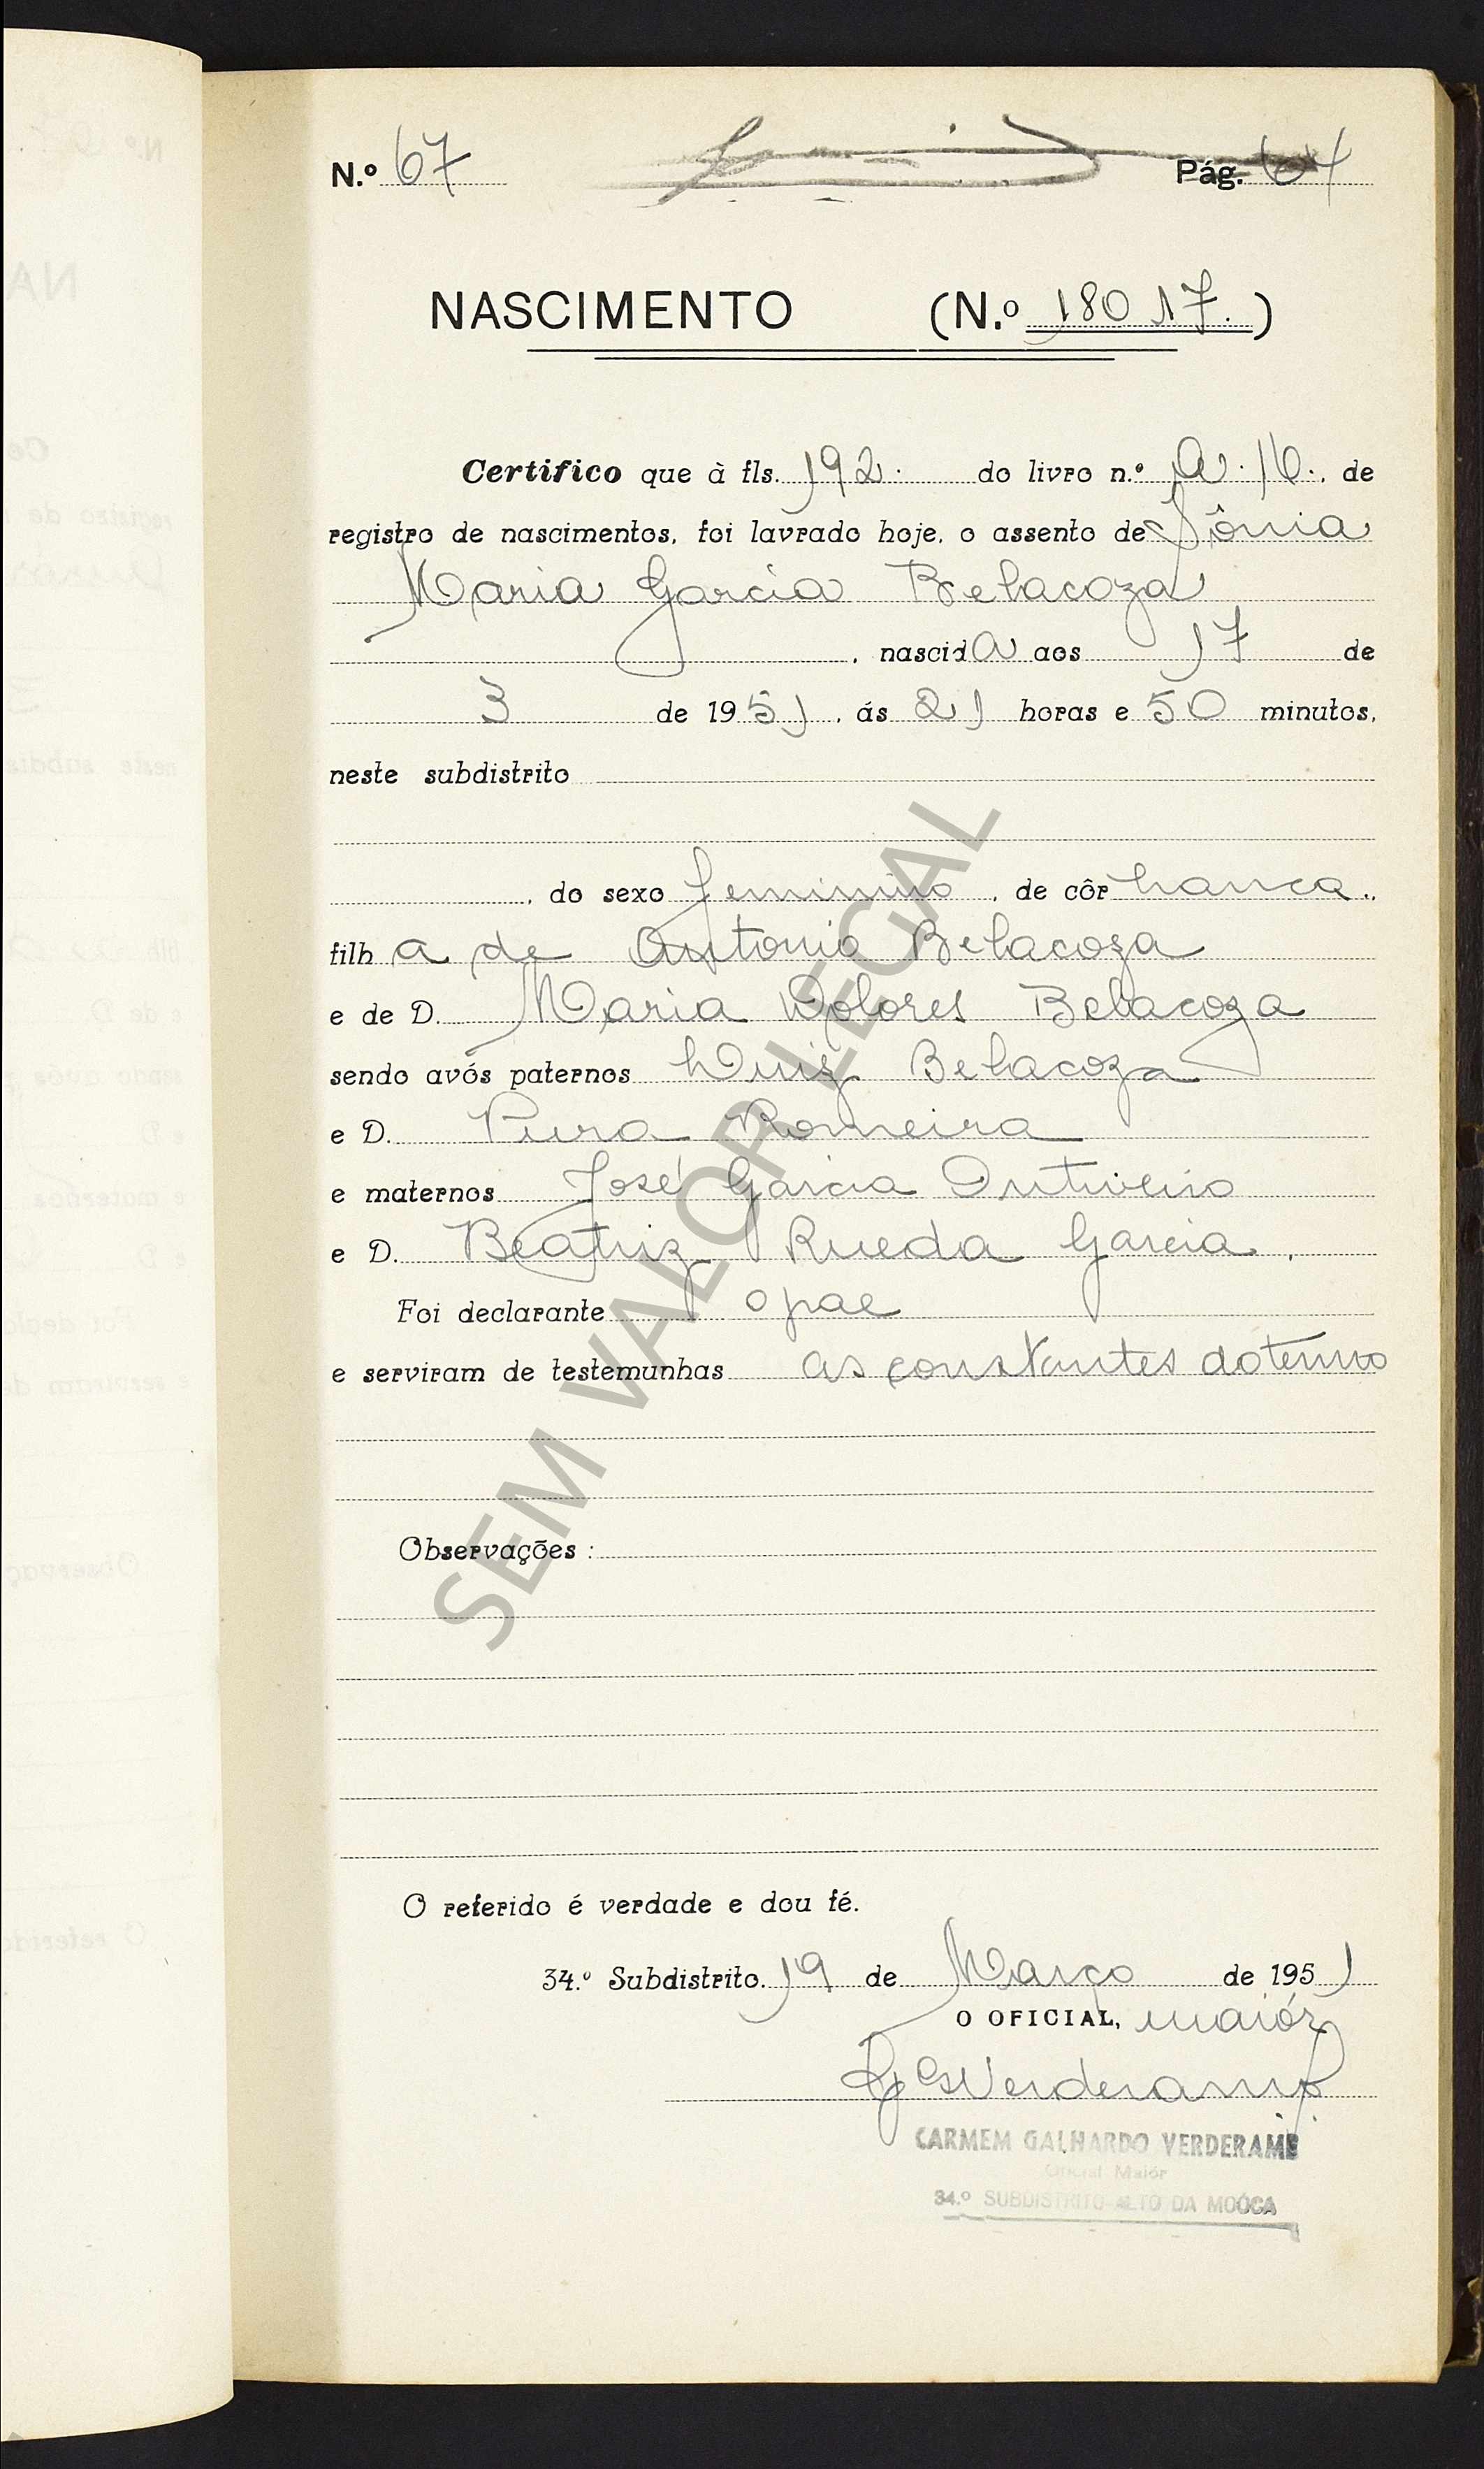 N.º 67 Pág. 64
NASCIMENTO (N.º 18017.)
Certifico que à fls. 192. do livro n.º A.16., de
registro de nascimentos, foi lavrado hoje, o assento de Sônia
Maria Garcia Belacoza
, nascida aos 17 de
3 de 1951, ás 21 horas e 50 minutos,
neste subdistrito
, do sexo feminino, de côr branca.,
filha de Antonio Belacoza
e de D. Maria Dolores Belacoza
sendo avós paternos Luiz Belacoza
e D. Pura Romeira
e maternos José Garcia
e D. Beatriz Rueda Garcia.
Foi declarante o pae
e serviram de testemunhas as constantes do termo
Observações :
O referido é verdade e dou fé.
34.º Subdistrito. 19 de Março de 1951
O OFICIAL, maiór
CGVerderamis
CARMEM GALHARDO VERDERAME
Oficial Maiór
34.º SUBDISTRITO-ALTO DA MOÓCA
SEM VALOR LEGAL